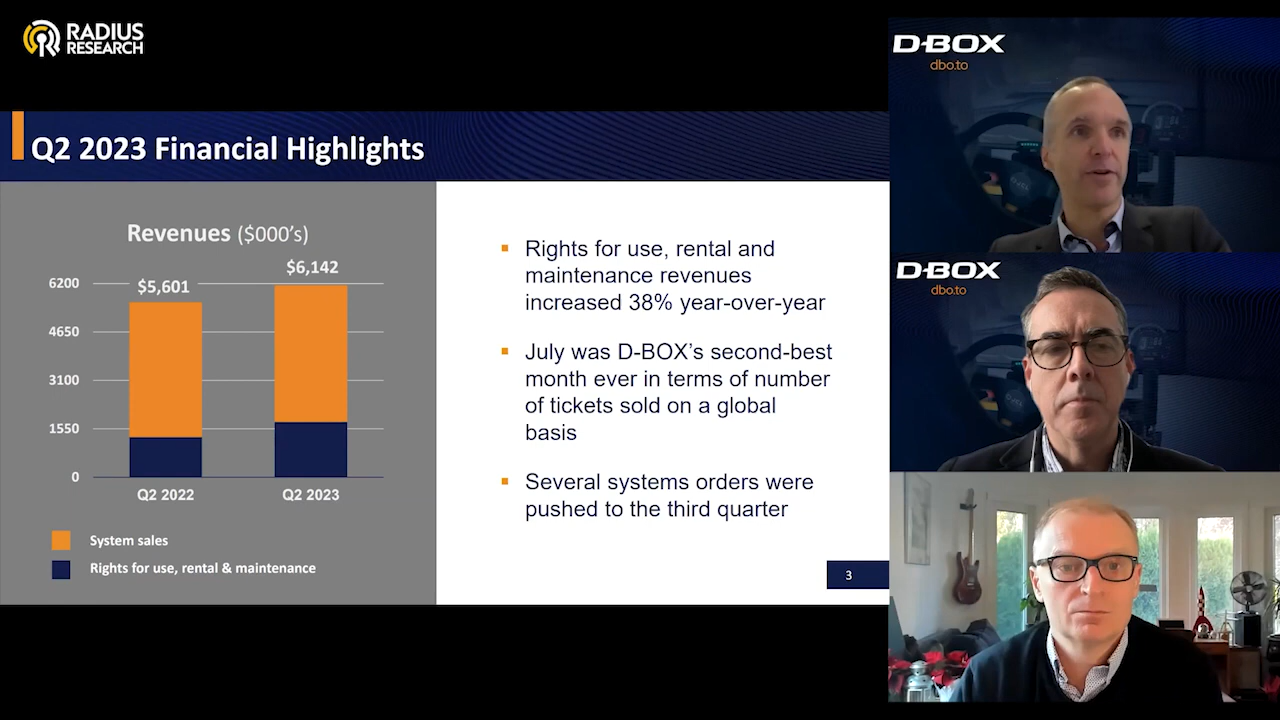 RADIUS
RESEARCH
Q2 2023 Financial Highlights
Revenues ($000’s)
$5,601
$6,142
6200
4650
3100
1550
0
Q2 2022
Q2 2023
System sales
Rights for use, rental & maintenance
Rights for use, rental and
maintenance revenues
increased 38% year-over-year
July was D-BOX’s second-best
month ever in terms of number
of tickets sold on a global
basis
Several systems orders were
pushed to the third quarter
3
D-BOX
dbo.to
D-BOX
dbo.to